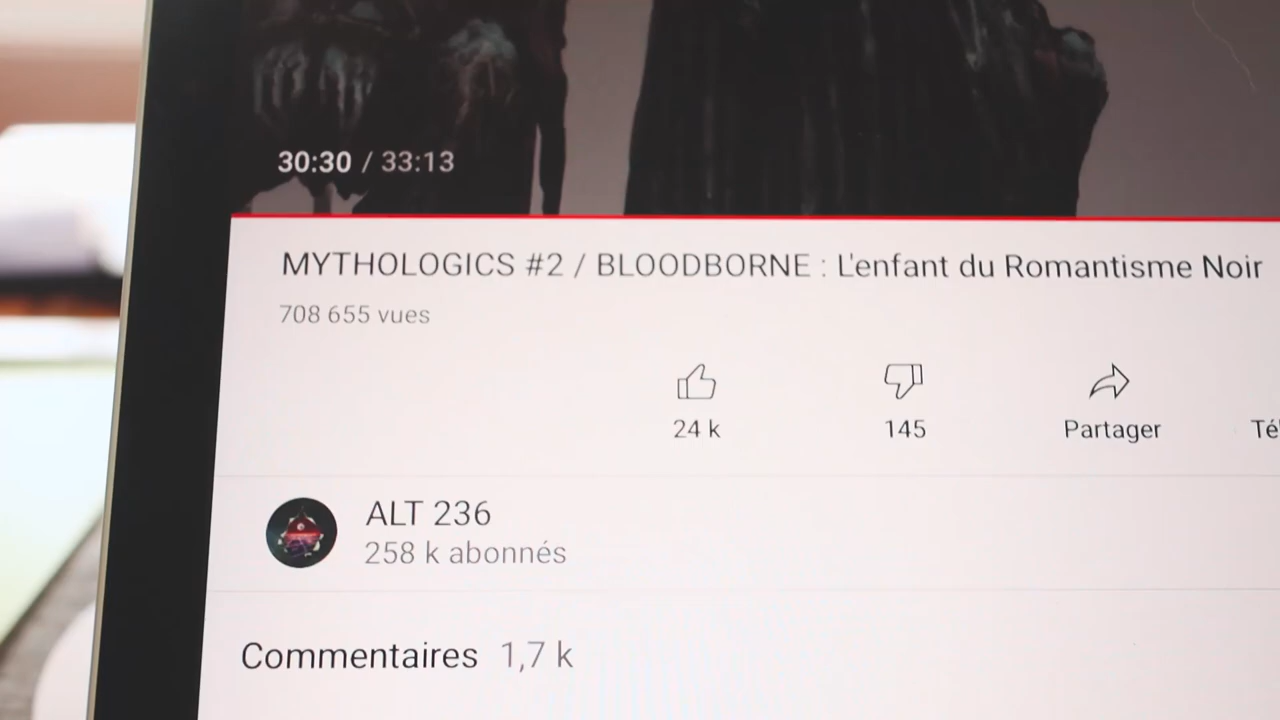 30:30 / 33:13
MYTHOLOGICS #2 / BLOODBORNE : L'enfant du Romantisme Noir
708 655 vues
24 k
145
Partager
Té
ALT 236
258 k abonnés
Commentaires 1,7 k